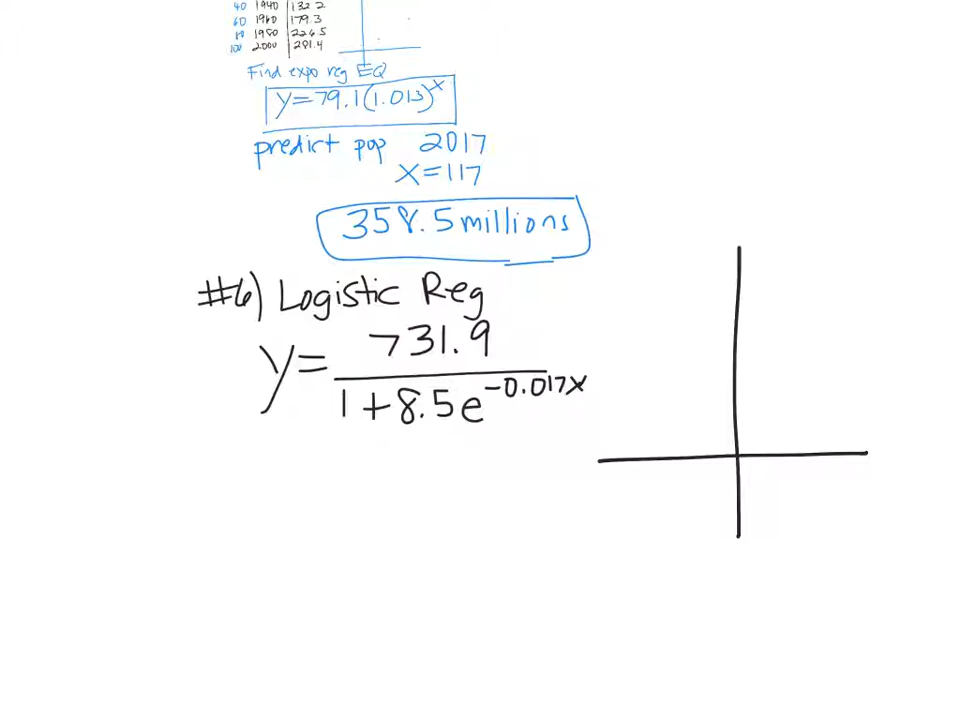 40 1940 132.2
60 1960 179.3
80 1980 226.5
100 2000 281.4
Find expo reg EQ
y=79.1(1.013)^x
predict pop 2017
x=117
358.5 millions
#6) Logistic Reg
y= 731.9
1+8.5e^-0.017x